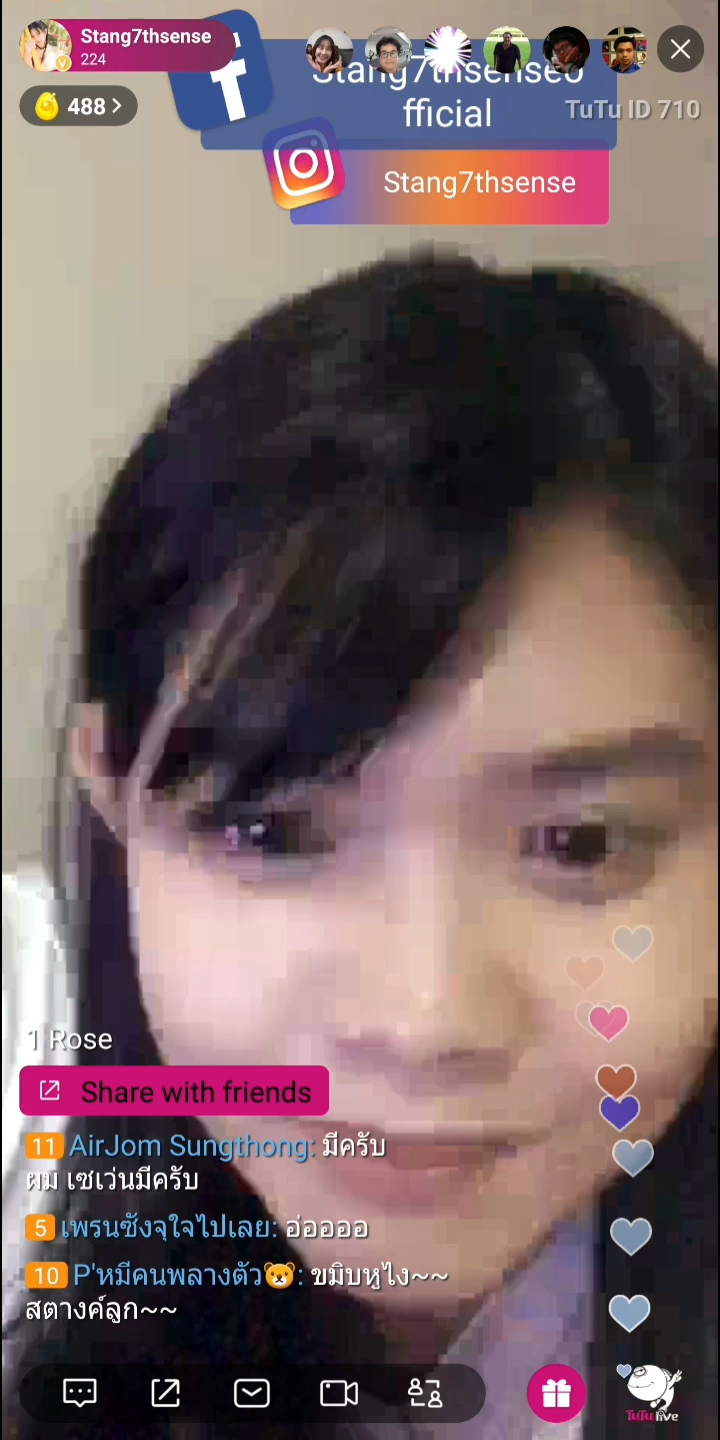 Stang7thsense
224
Stang7thsenseo
fficial
488
TuTu ID 710
Stang7thsense
1 Rose
Share with friends
11 AirJom Sungthong: มีครับ
ผม เซเว่นมีครับ
5 เพรนซังจุใจไปเลย: อ่ออออ
10 P'หมีคนพลางตัว🐻: ขมิบหูไง~~
สตางค์ลูก~~
TuTu live